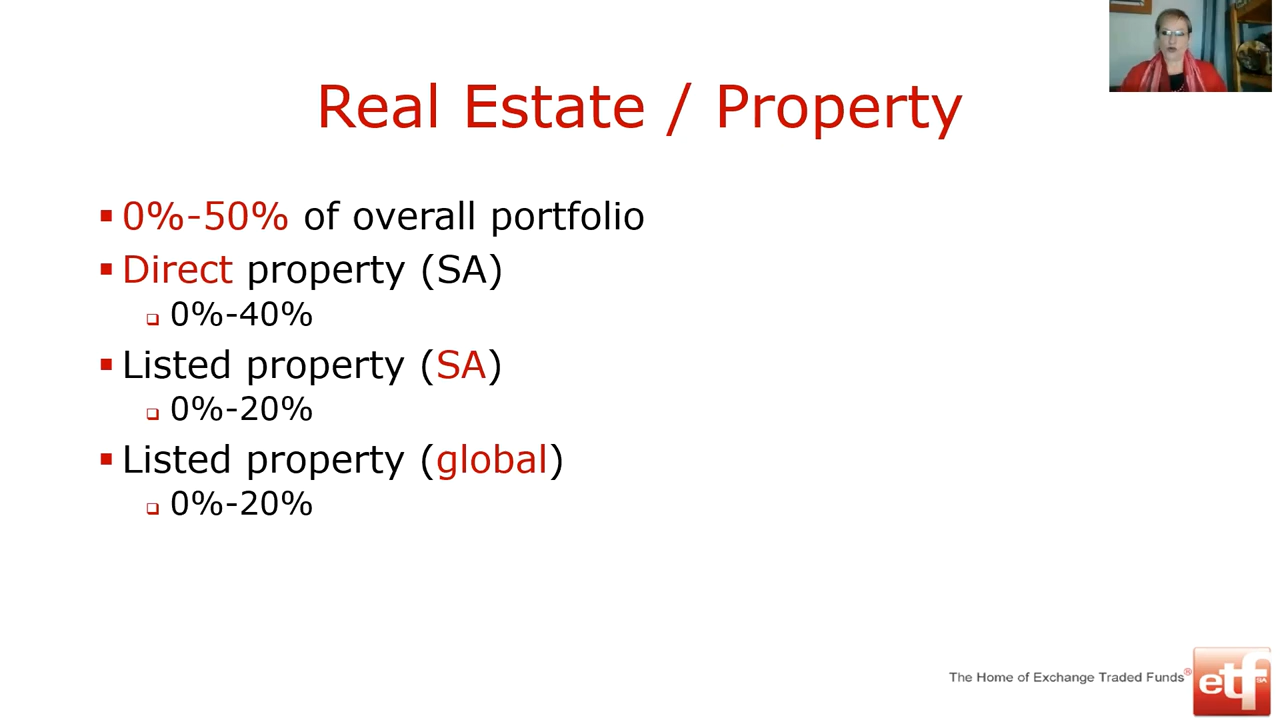 Real Estate / Property
0%-50% of overall portfolio
Direct property (SA)
0%-40%
Listed property (SA)
0%-20%
Listed property (global)
0%-20%
The Home of Exchange Traded Funds®
etf
SA